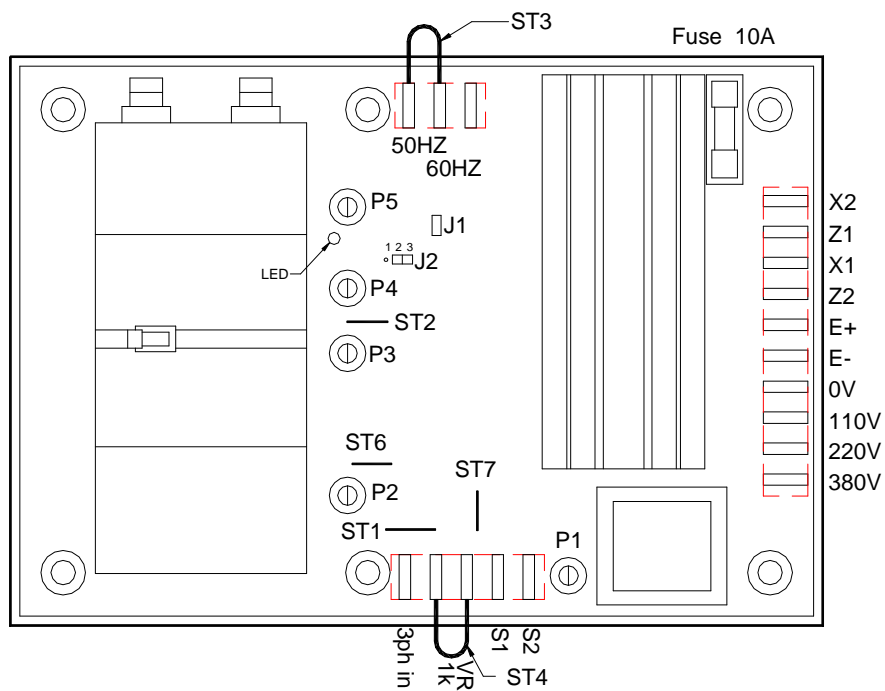 ST3
Fuse 10A
50HZ
60HZ
P5
J1
X2
Z1
1 2 3
J2
X1
LED
P4
Z2
ST2
E+
P3
E-
0V
110V
ST6
ST7
220V
P2
380V
ST1
P1
3ph in
1k
VR
S1
S2
ST4